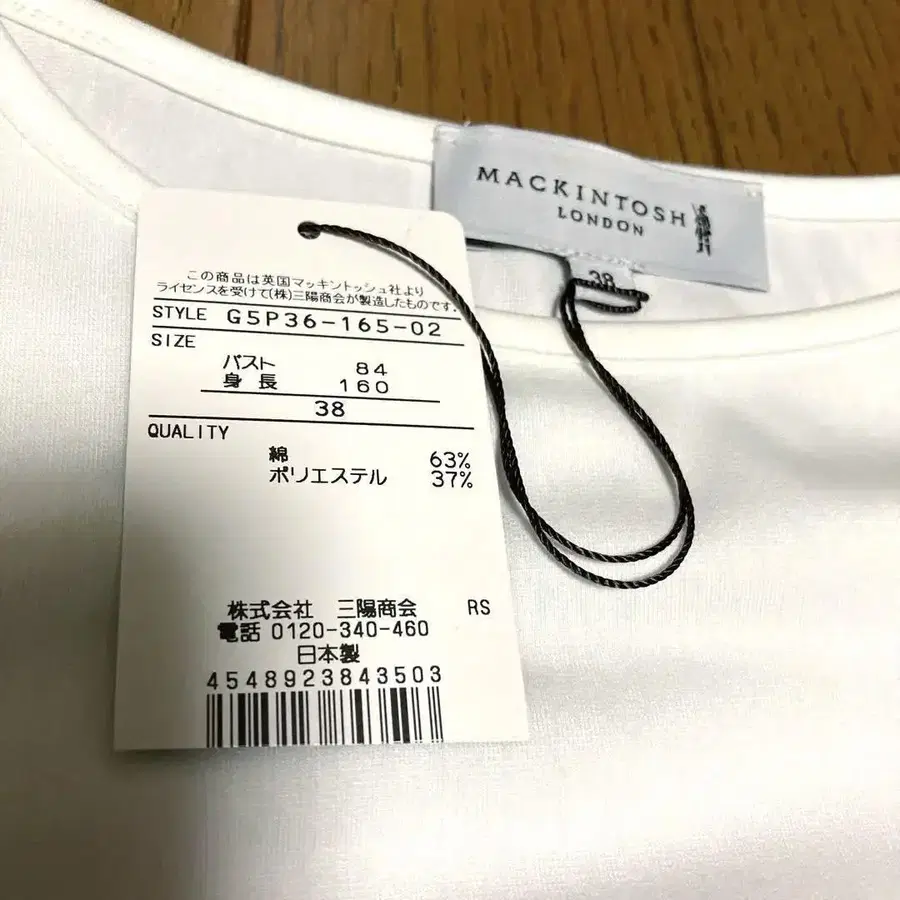 MACKINTOSH
LONDON
38
この商品は英国マッキントッシュ社より
ライセンスを受けて(株)三陽商会が製造したものです.
STYLE G5P36-165-02
SIZE
バスト 84
身長 160
38
QUALITY
綿 63%
ポリエステル 37%
株式会社 三陽商会 RS
電話 0120-340-460
日本製
4548923843503